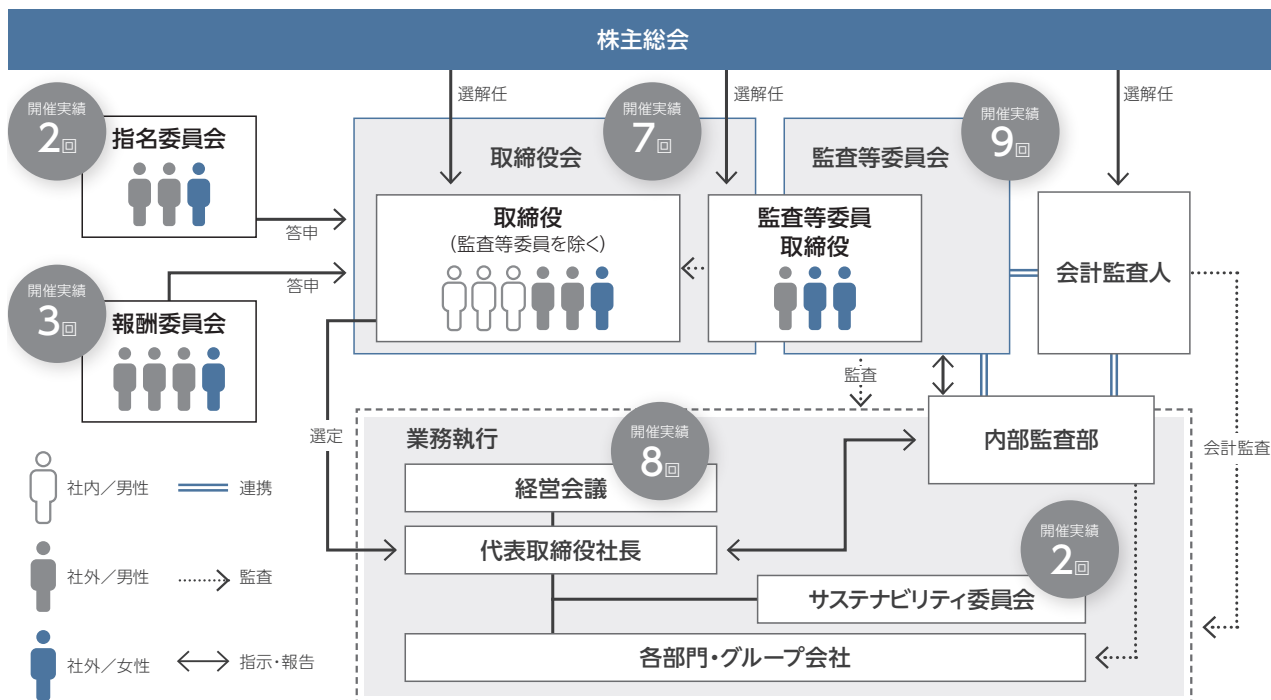 株主総会
選解任
選解任
選解任
開催実績
2回
指名委員会
答申
開催実績
3回
報酬委員会
答申
取締役会
開催実績
7回
監査等委員会
開催実績
9回
取締役
(監査等委員を除く)
監査等委員
取締役
会計監査人
監査
選定
会計監査
業務執行
開催実績
8回
内部監査部
経営会議
代表取締役社長
開催実績
2回
サステナビリティ委員会
各部門・グループ会社
社内/男性
連携
社外/男性
監査
社外/女性
指示・報告